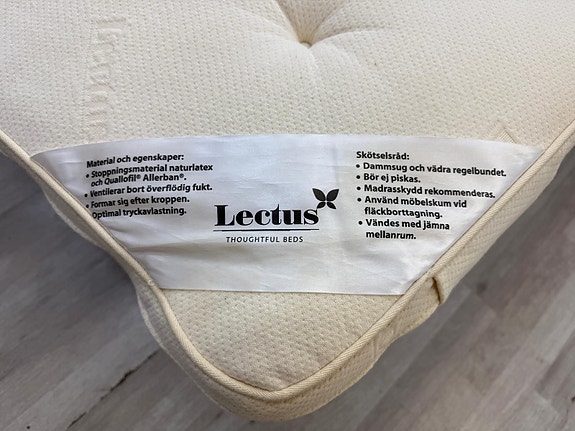 Material och egenskaper:
• Stoppningsmaterial naturlatex
och Quallofil® Allerban®.
• Ventilerar bort överflödig fukt.
• Formar sig efter kroppen.
Optimal tryckavlastning.
Lectus
THOUGHTFUL BEDS
Skötselsråd:
• Dammsug och vädra regelbundet.
• Bör ej piskas.
• Madrasskydd rekommenderas.
• Använd möbelskum vid
fläckborttagning.
• Vändes med jämna
mellanrum.